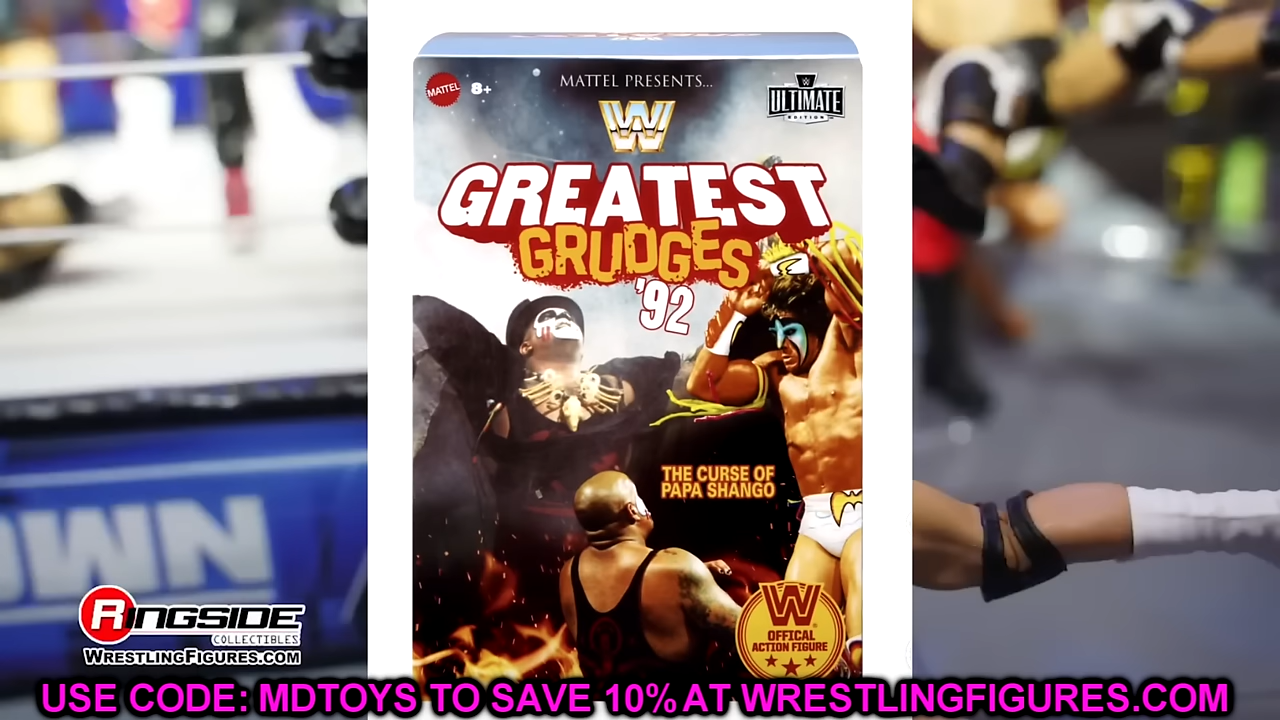 MATTEL
8+
MATTEL PRESENTS...
W
ULTIMATE
EDITION
GREATEST
GRUDGES
'92
THE CURSE OF
PAPA SHANGO
W
OFFICIAL
ACTION FIGURE
OWN
RINGSIDE
COLLECTIBLES
WRESTLINGFIGURES.COM
USE CODE: MDTOYS TO SAVE 10% AT WRESTLINGFIGURES.COM